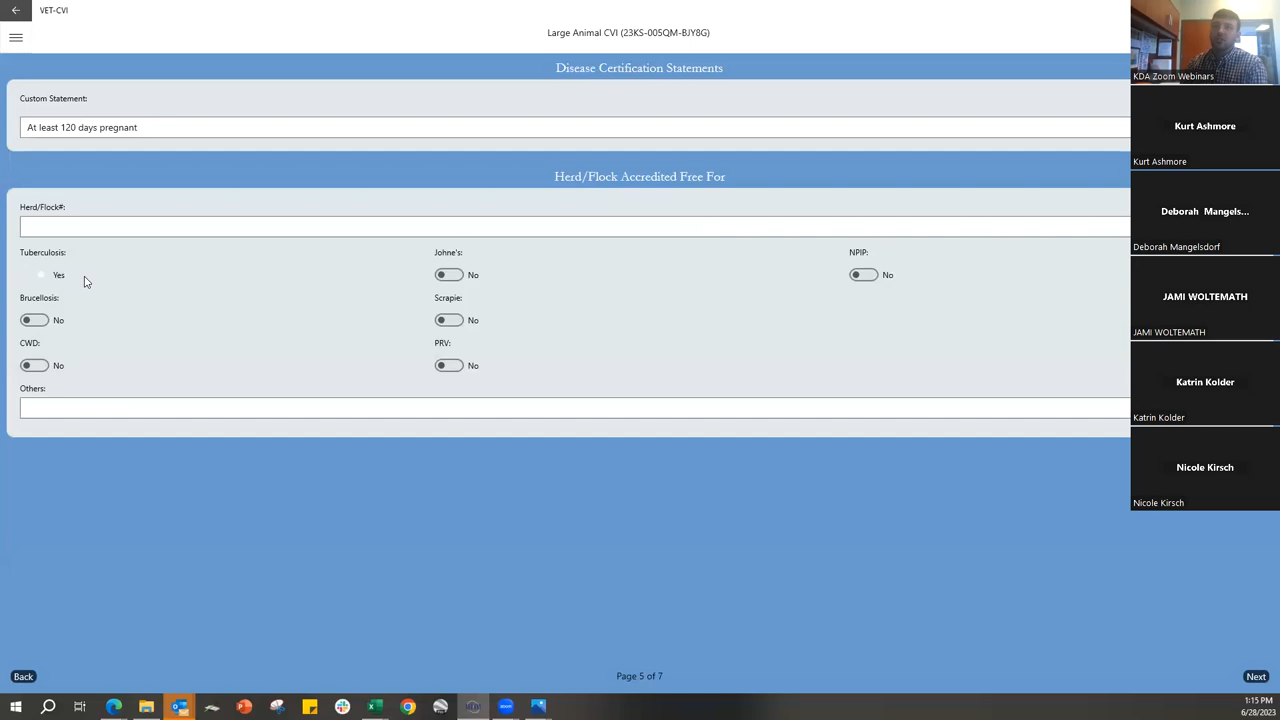 VET-CVI
Large Animal CVI (23KS-005QM-BJY8G)
Disease Certification Statements
Custom Statement:
At least 120 days pregnant
Herd/Flock Accredited Free For
Herd/Flock#:
Tuberculosis: Johne's: NPIP:
Yes No No
Brucellosis: Scrapie:
No No
CWD: PRV:
No No
Others:
Back Page 5 of 7 Next
KDA Zoom Webinars
Kurt Ashmore
Kurt Ashmore
Deborah Mangels...
Deborah Mangelsdorf
JAMI WOLTEMATH
JAMI WOLTEMATH
Katrin Kolder
Katrin Kolder
Nicole Kirsch
Nicole Kirsch
1:15 PM
6/28/2023